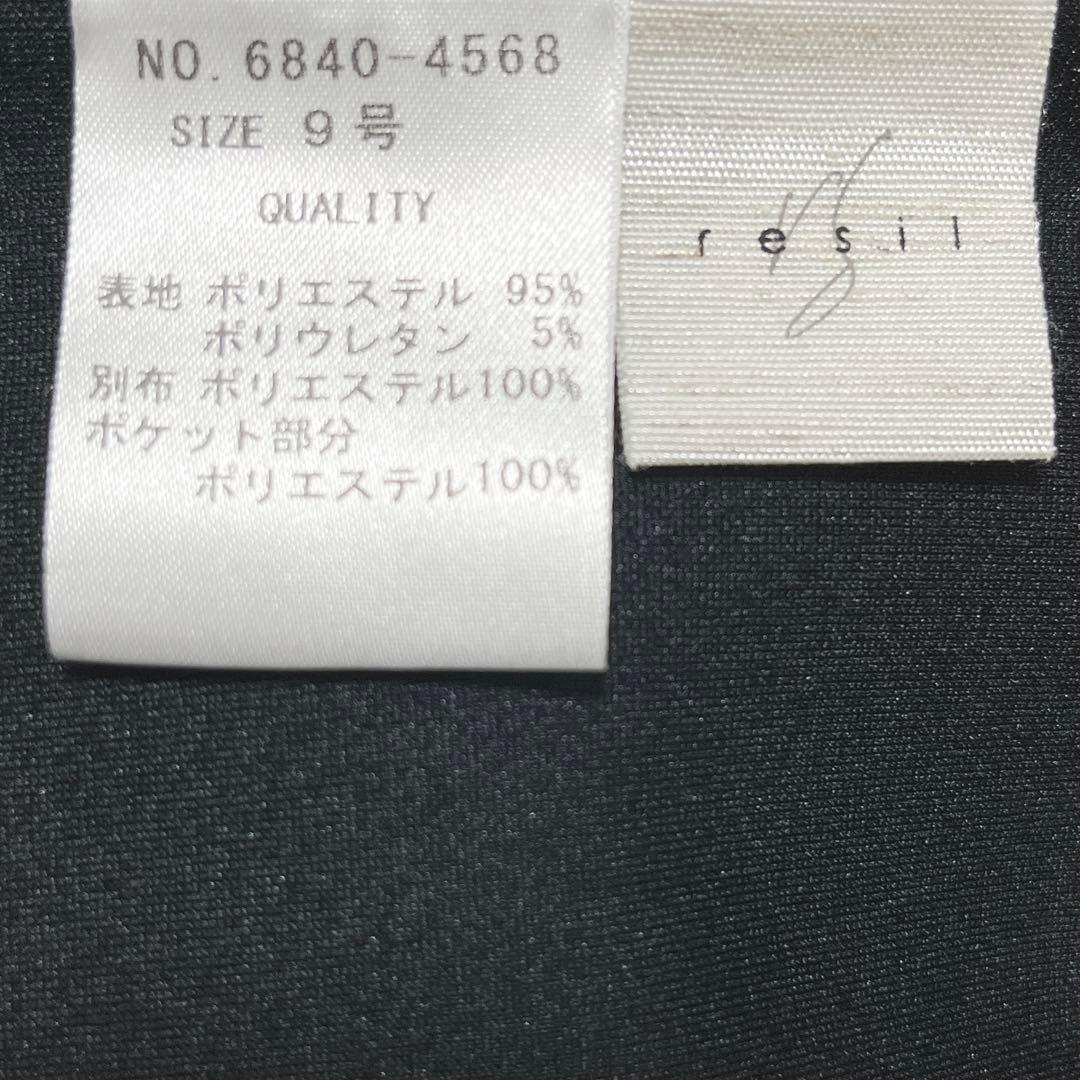 NO. 6840-4568
SIZE 9号
QUALITY
表地 ポリエステル 95%
ポリウレタン 5%
別布 ポリエステル100%
ポケット部分
ポリエステル100%
resil